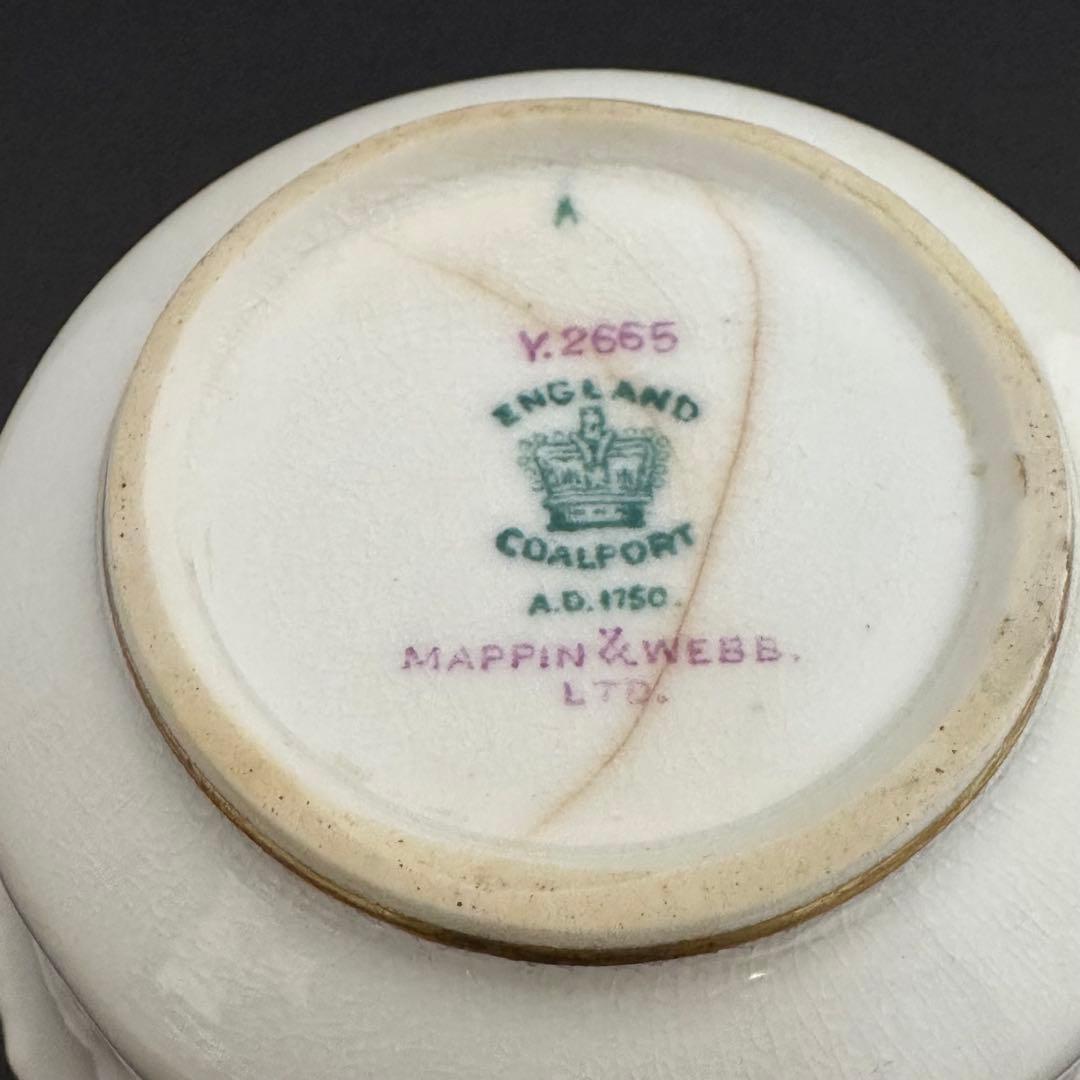 A
Y.2665
ENGLAND
COALPORT
A.D.1750.
MAPPIN & WEBB.
LTD.